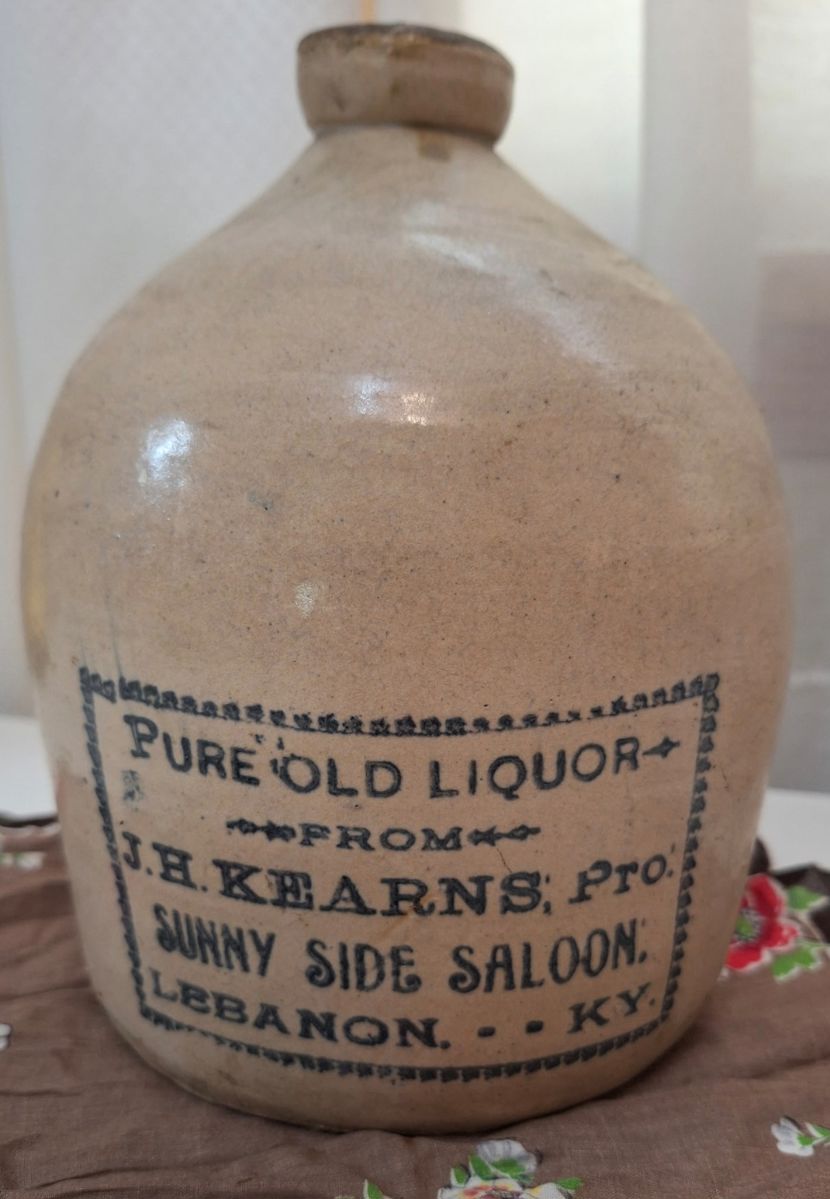 PURE OLD LIQUOR
FROM
J.H. KEARNS, Pro.
SUNNY SIDE SALOON.
LEBANON. - - KY.